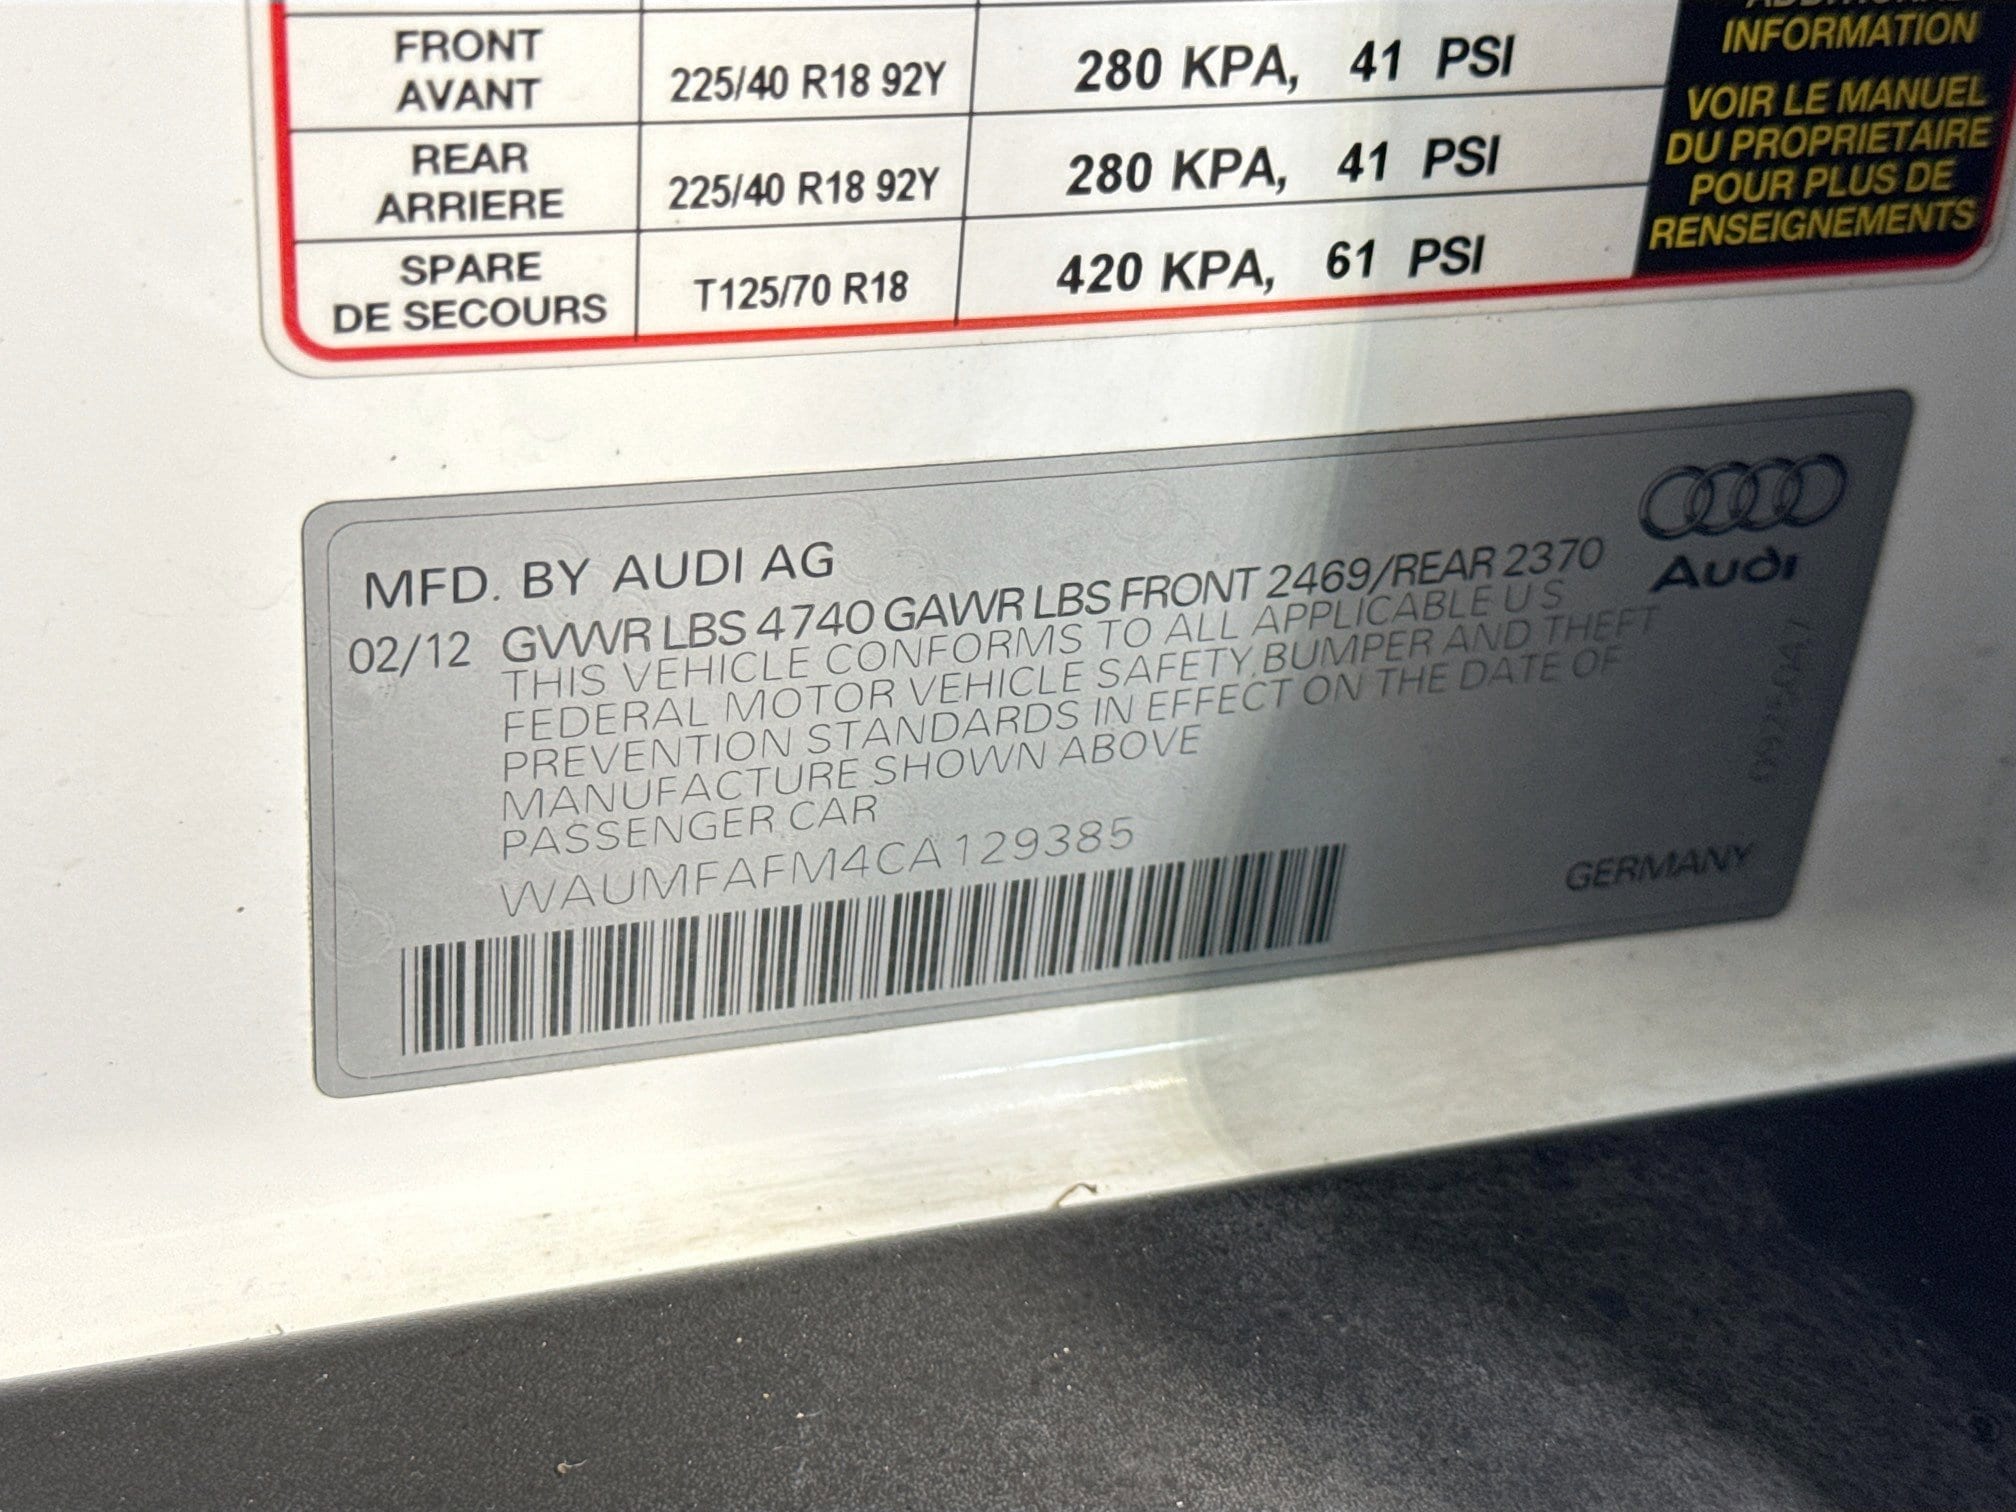 INFORMATION
VOIR LE MANUEL
DU PROPRIETAIRE
POUR PLUS DE
RENSEIGNEMENTS
FRONT
AVANT
225/40 R18 92Y
280 KPA, 41 PSI
REAR
ARRIERE
225/40 R18 92Y
280 KPA, 41 PSI
SPARE
DE SECOURS
T125/70 R18
420 KPA, 61 PSI
Audi
MFD. BY AUDI AG
02/12 GVWR LBS 4740 GAWR LBS FRONT 2469/REAR 2370
THIS VEHICLE CONFORMS TO ALL APPLICABLE U S
FEDERAL MOTOR VEHICLE SAFETY,BUMPER AND THEFT
PREVENTION STANDARDS IN EFFECT ON THE DATE OF
MANUFACTURE SHOWN ABOVE
PASSENGER CAR
WAUMFAFM4CA129385
GERMANY